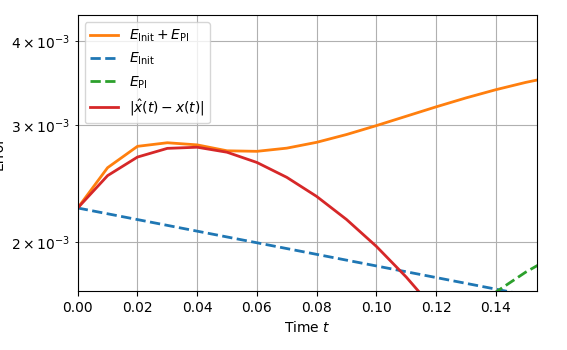 4 × 10⁻³
3 × 10⁻³
2 × 10⁻³
E_Init + E_PI
E_Init
E_PI
|x̂(t) − x(t)|
0.00 0.02 0.04 0.06 0.08 0.10 0.12 0.14
Time t